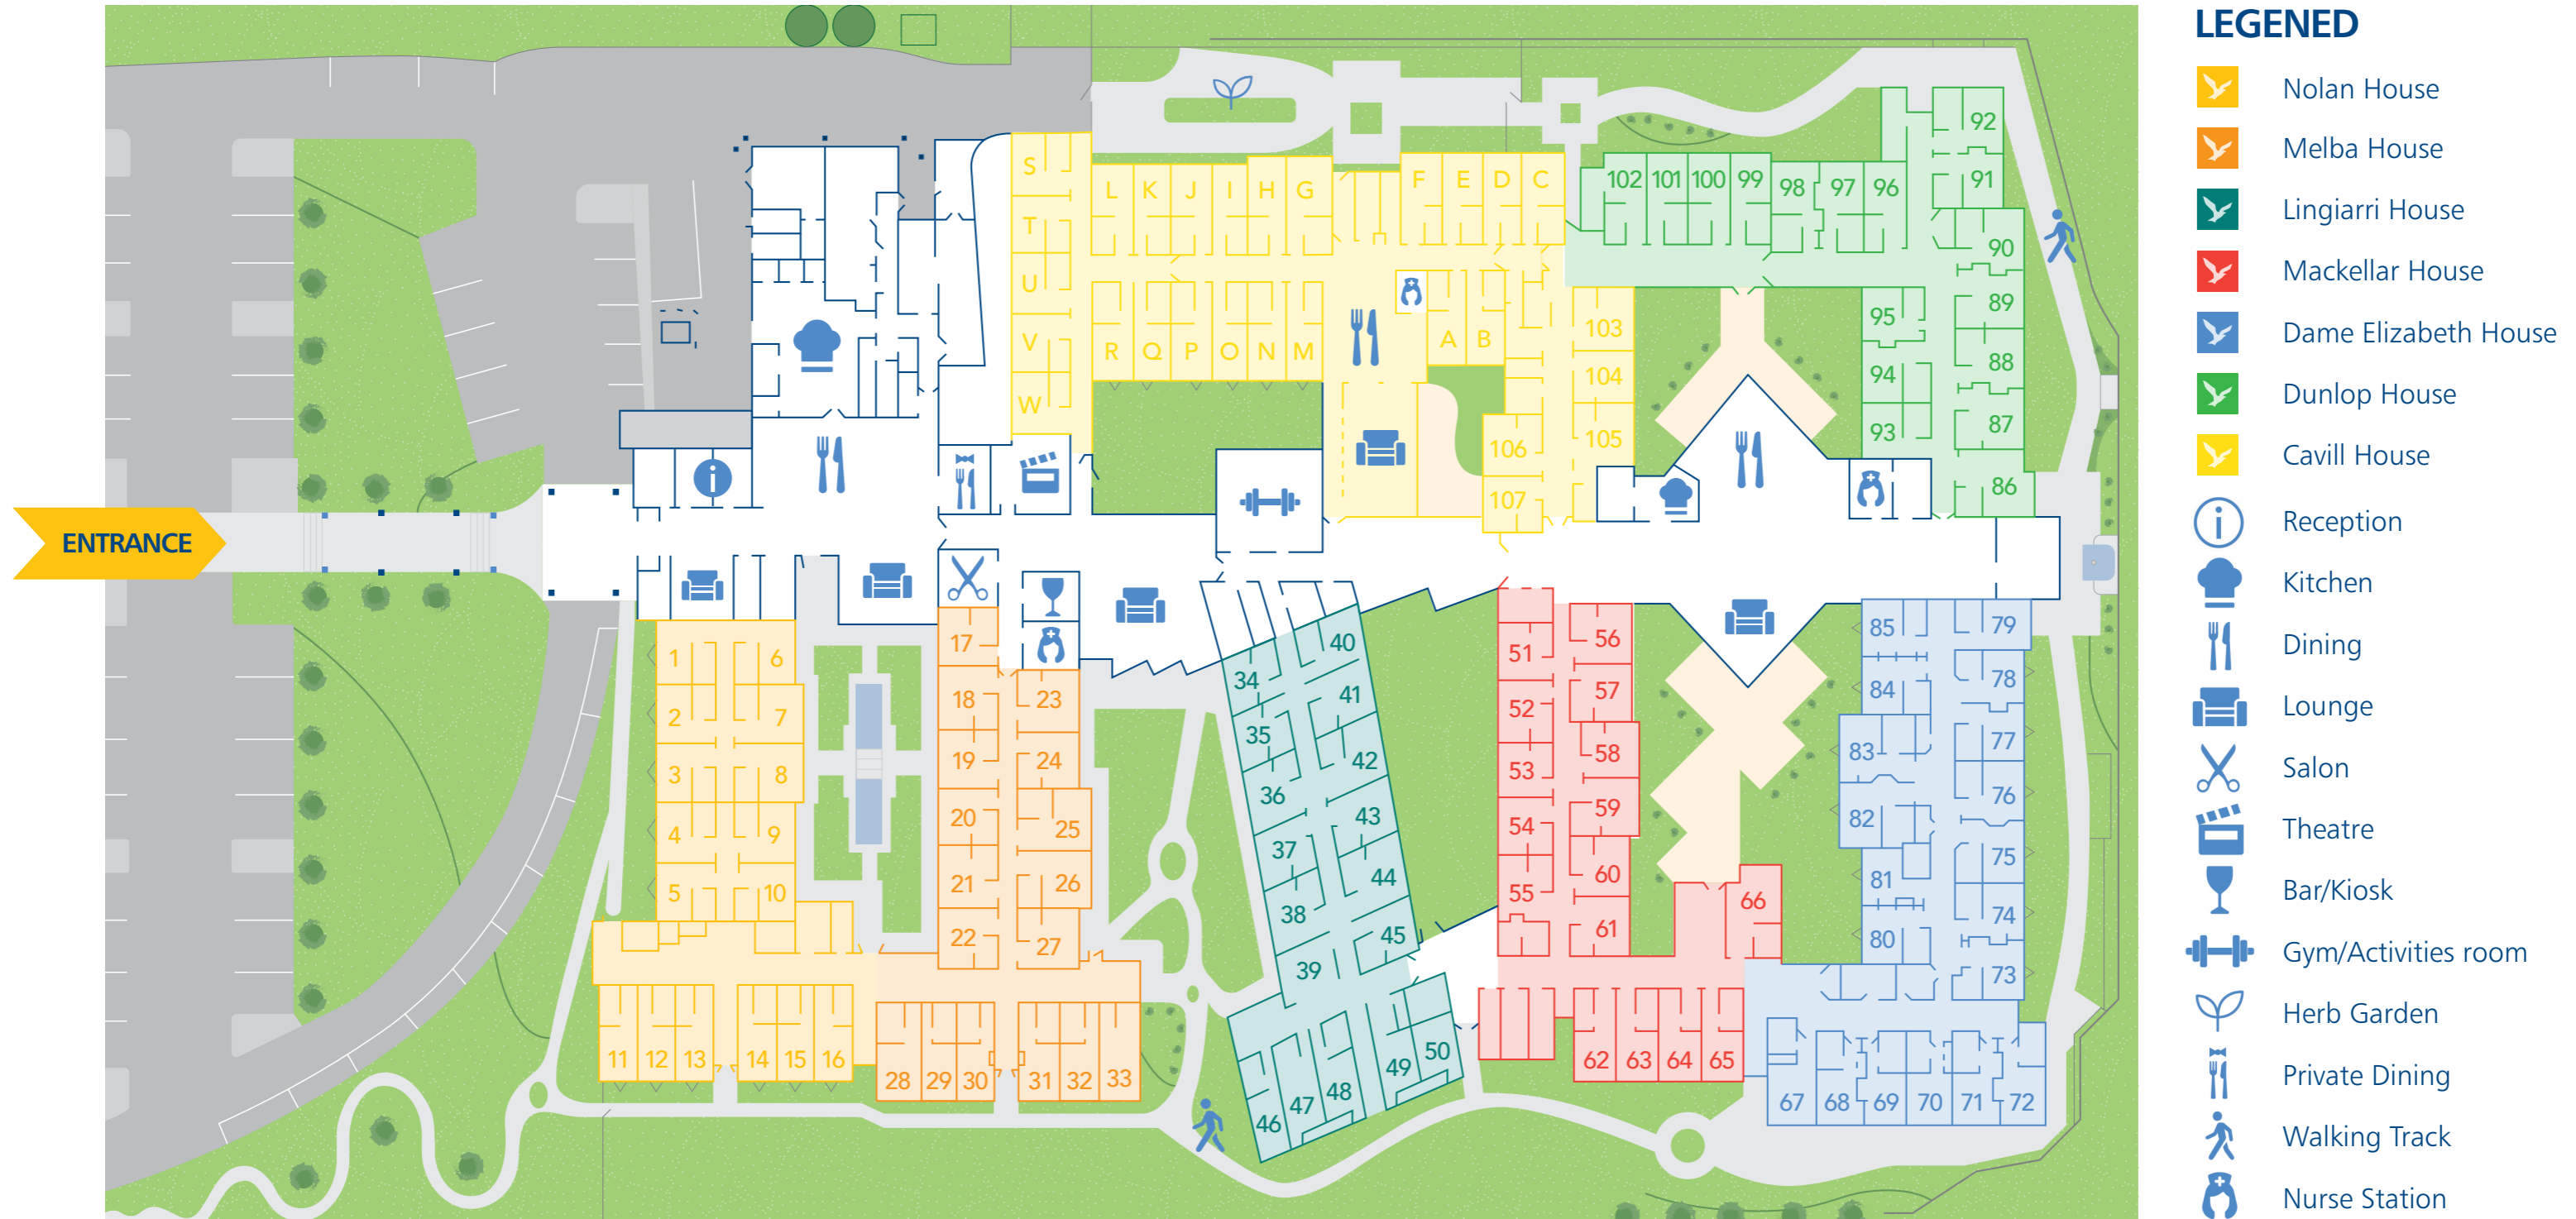 LEGENED
Nolan House
Melba House
Lingiarri House
Mackellar House
Dame Elizabeth House
Dunlop House
Cavill House
Reception
Kitchen
Dining
Lounge
Salon
Theatre
Bar/Kiosk
Gym/Activities room
Herb Garden
Private Dining
Walking Track
Nurse Station
ENTRANCE
S
T
U
V
W
L K J I H G
F E D C
R Q P O N M
A B
103
104
105
106
107
102 101 100 99 98 97 96
92
91
90
89
88
87
86
95
94
93
1 6
2 7
3 8
4 9
5 10
11 12 13 14 15 16
17
18 23
19 24
20 25
21 26
22 27
28 29 30 31 32 33
34 40
35 41
36 42
37 43
38 44
39 45
46 47 48 49 50
51 56
52 57
53 58
54 59
55 60
61
66
62 63 64 65
85 79
84 78
83 77
82 76
81 75
80 74
73
67 68 69 70 71 72